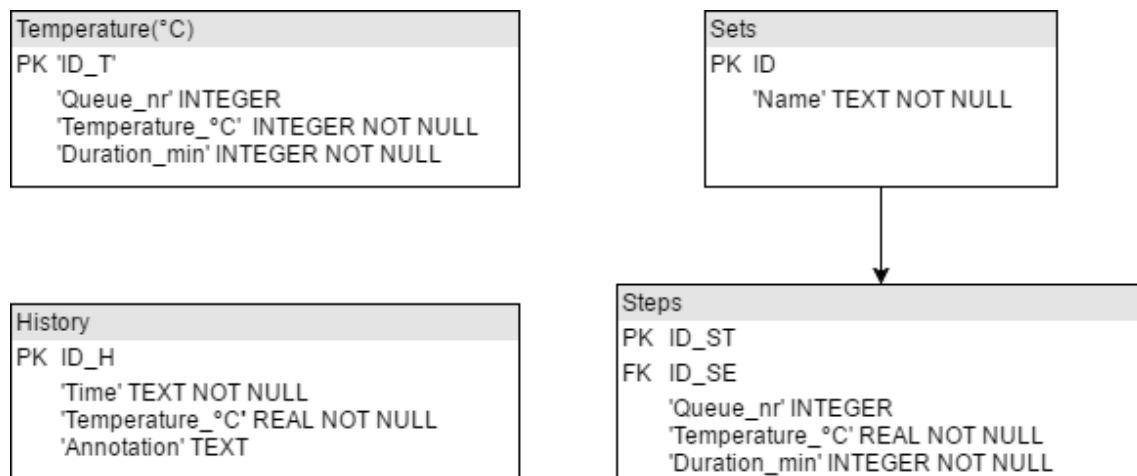 Temperature(°C)
PK 'ID_T'
'Queue_nr' INTEGER
'Temperature_°C' INTEGER NOT NULL
'Duration_min' INTEGER NOT NULL
Sets
PK ID
'Name' TEXT NOT NULL
History
PK ID_H
'Time' TEXT NOT NULL
'Temperature_°C' REAL NOT NULL
'Annotation' TEXT
Steps
PK ID_ST
FK ID_SE
'Queue_nr' INTEGER
'Temperature_°C' REAL NOT NULL
'Duration_min' INTEGER NOT NULL